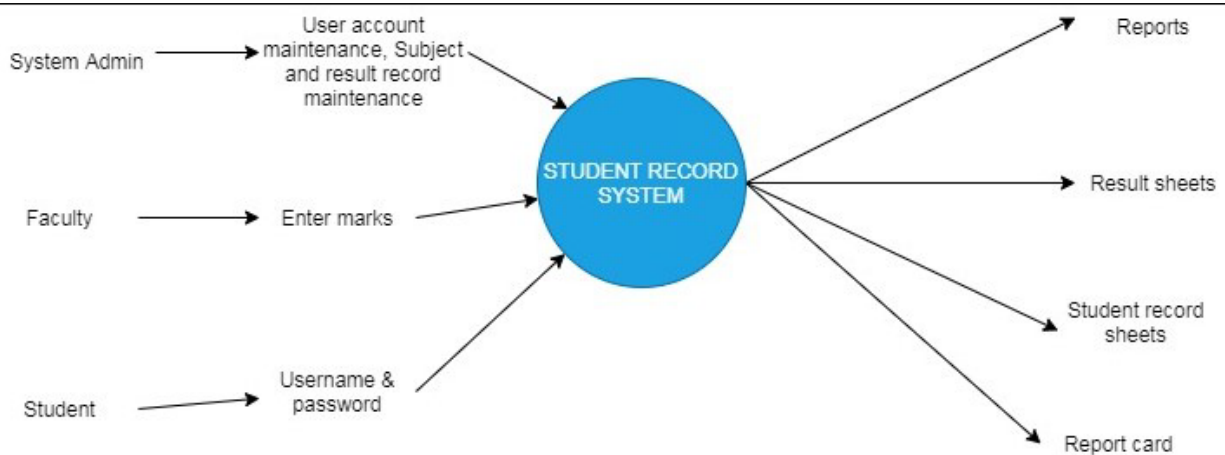 System Admin
User account
maintenance, Subject
and result record
maintenance
Reports
STUDENT RECORD
SYSTEM
Result sheets
Faculty
Enter marks
Student record
sheets
Student
Username &
password
Report card